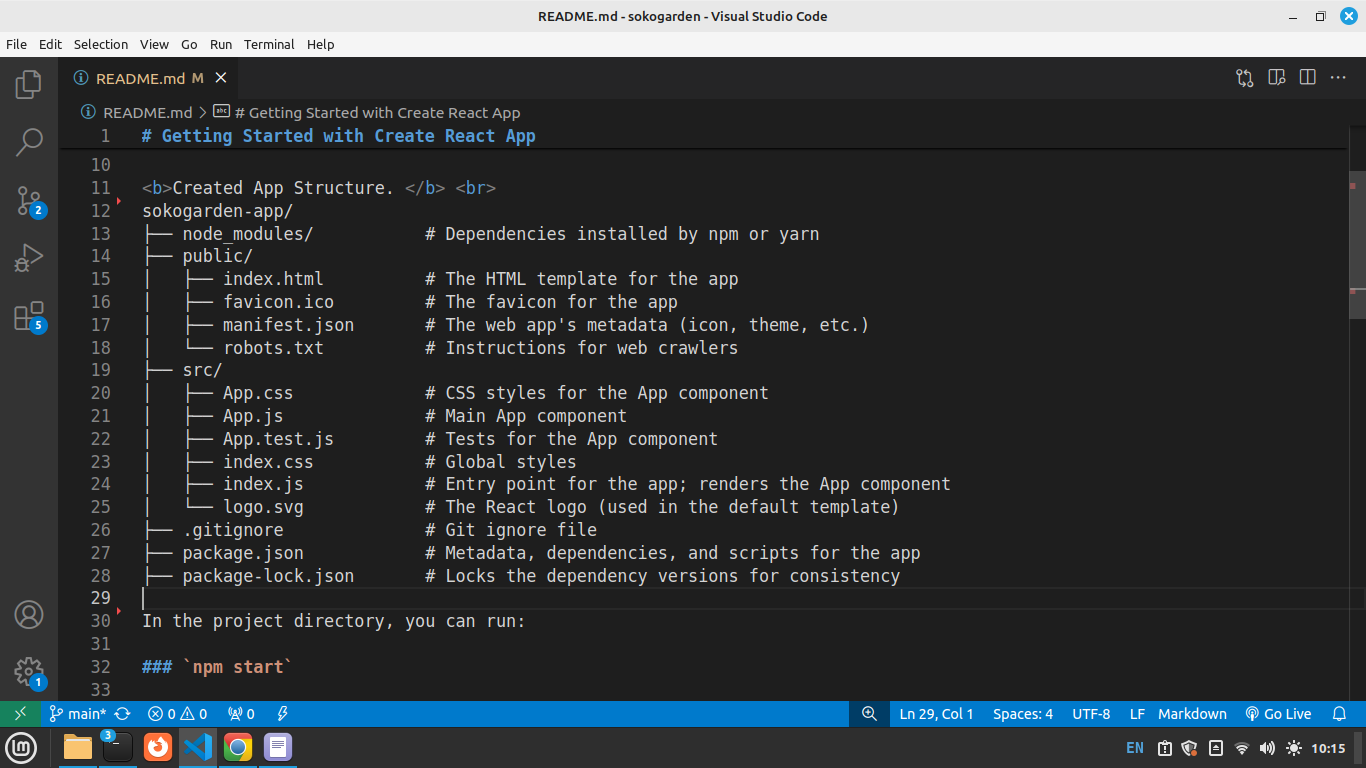 README.md - sokogarden - Visual Studio Code
File Edit Selection View Go Run Terminal Help
README.md M
README.md > # Getting Started with Create React App
1 # Getting Started with Create React App
10
11 <b>Created App Structure. </b> <br>
12 sokogarden-app/
13 ├── node_modules/ # Dependencies installed by npm or yarn
14 ├── public/
15 │ ├── index.html # The HTML template for the app
16 │ ├── favicon.ico # The favicon for the app
17 │ ├── manifest.json # The web app's metadata (icon, theme, etc.)
18 │ └── robots.txt # Instructions for web crawlers
19 ├── src/
20 │ ├── App.css # CSS styles for the App component
21 │ ├── App.js # Main App component
22 │ ├── App.test.js # Tests for the App component
23 │ ├── index.css # Global styles
24 │ ├── index.js # Entry point for the app; renders the App component
25 │ └── logo.svg # The React logo (used in the default template)
26 ├── .gitignore # Git ignore file
27 ├── package.json # Metadata, dependencies, and scripts for the app
28 ├── package-lock.json # Locks the dependency versions for consistency
29
30 In the project directory, you can run:
31
32 ### `npm start`
33
2
5
1
main* 0 0 0 Ln 29, Col 1 Spaces: 4 UTF-8 LF Markdown Go Live
3 EN 10:15